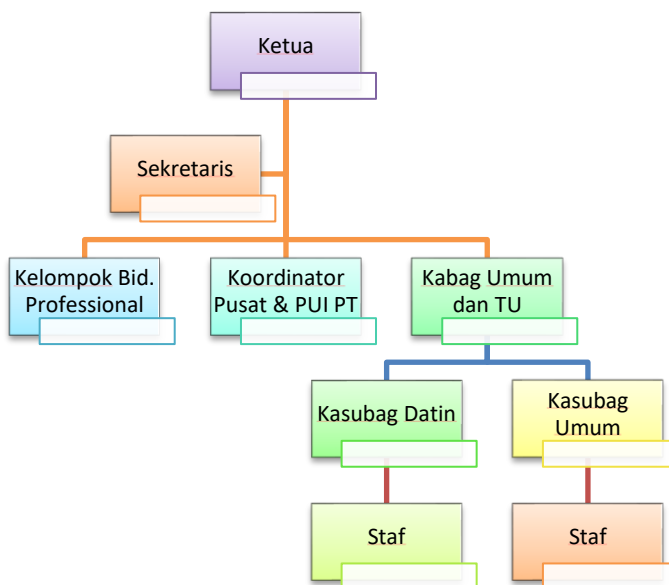 Ketua
Sekretaris
Kelompok Bid.
Professional
Koordinator
Pusat & PUI PT
Kabag Umum
dan TU
Kasubag Datin
Kasubag
Umum
Staf
Staf